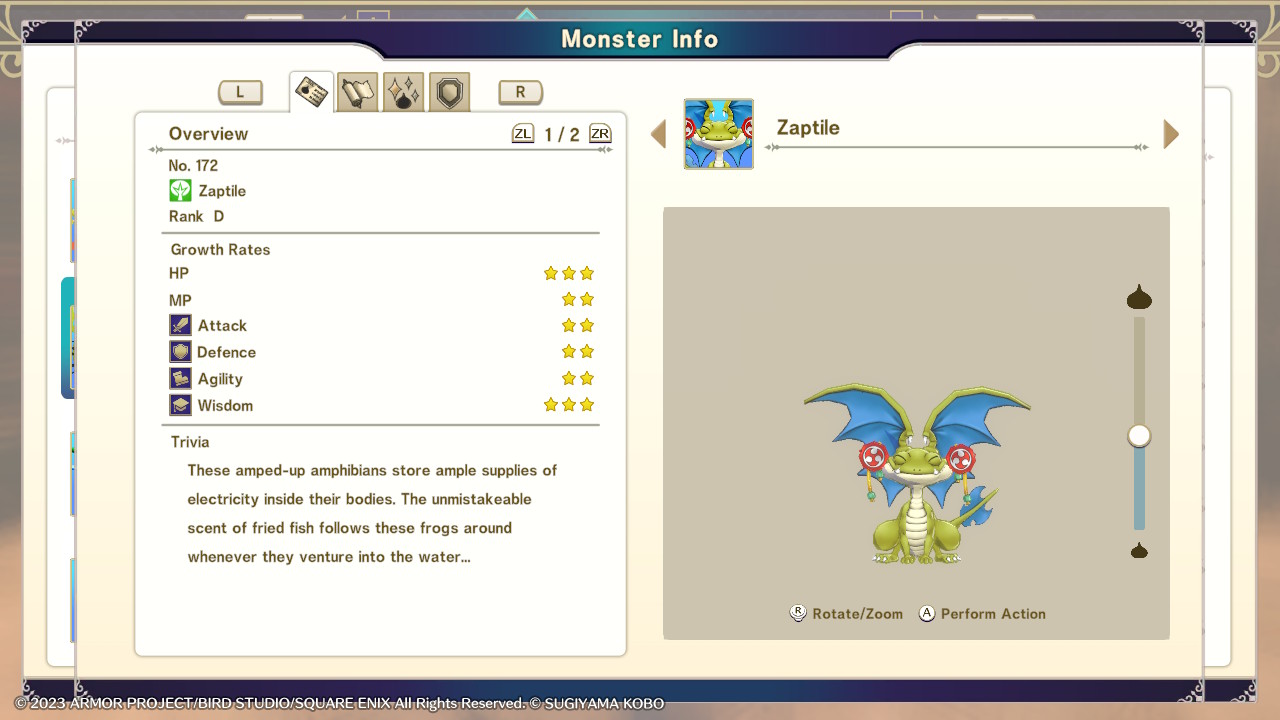 Monster Info
L
R
Overview
ZL 1 / 2 ZR
No. 172
Zaptile
Rank D
Growth Rates
HP
MP
Attack
Defence
Agility
Wisdom
Trivia
These amped-up amphibians store ample supplies of
electricity inside their bodies. The unmistakeable
scent of fried fish follows these frogs around
whenever they venture into the water...
Zaptile
R Rotate/Zoom A Perform Action
© 2023 ARMOR PROJECT/BIRD STUDIO/SQUARE ENIX All Rights Reserved. © SUGIYAMA KOBO